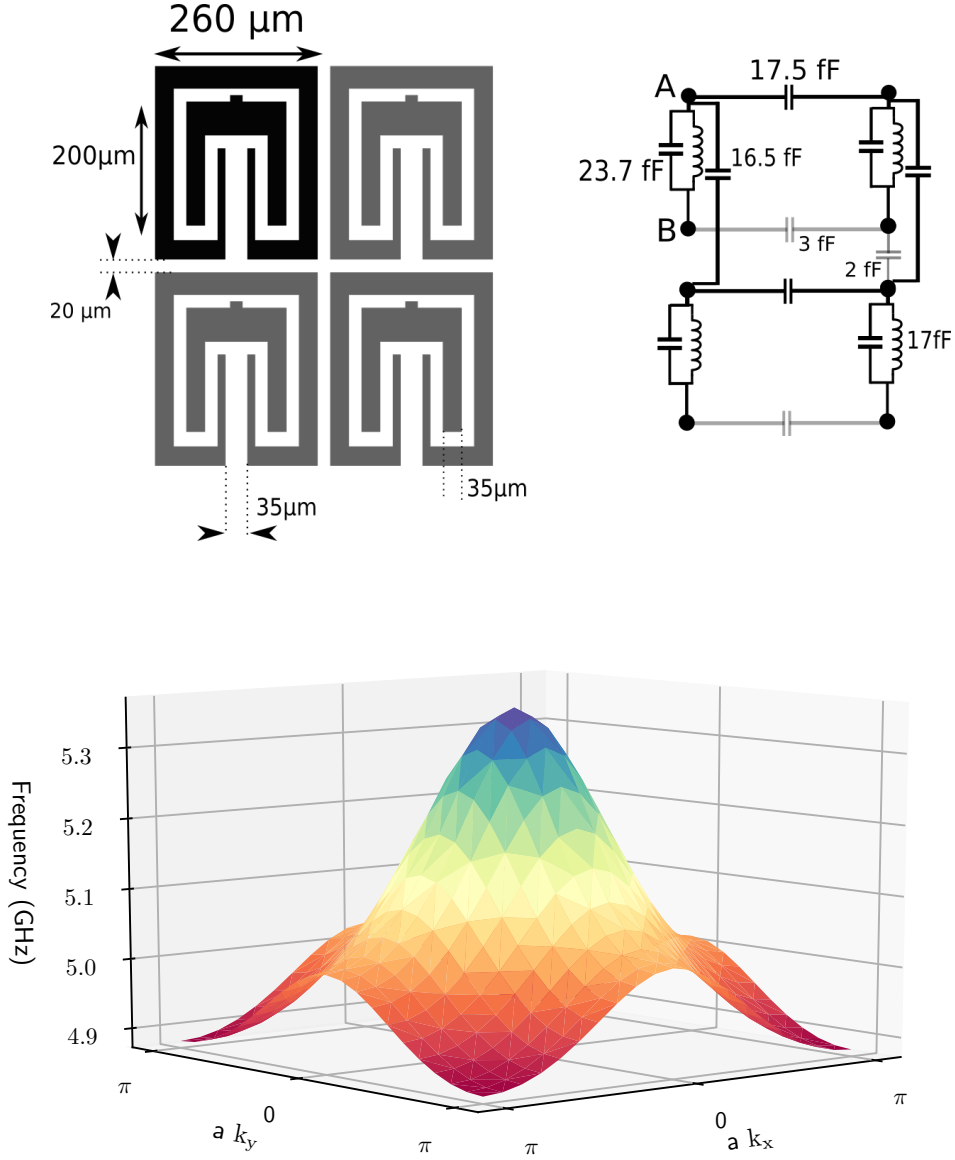 260 μm
200μm
20 μm
35μm
35μm
A
17.5 fF
16.5 fF
23.7 fF
B
3 fF
2 fF
17fF
Frequency (GHz)
5.3
5.2
5.1
5.0
4.9
π
0
π
a k_y
π
0
π
a k_x